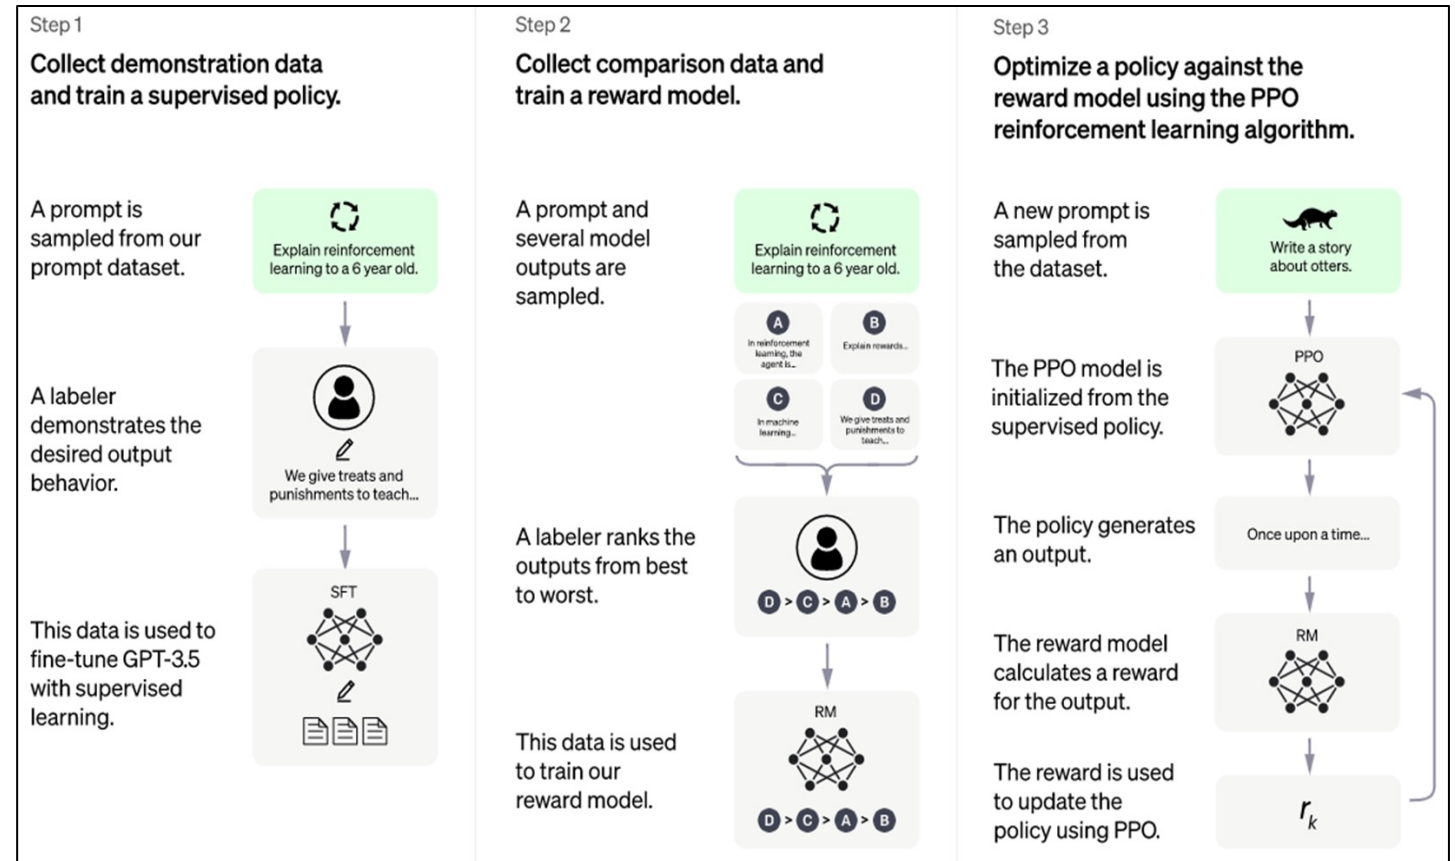 Step 1
Collect demonstration data
and train a supervised policy.
A prompt is
sampled from our
prompt dataset.
Explain reinforcement
learning to a 6 year old.
A labeler
demonstrates the
desired output
behavior.
We give treats and
punishments to teach...
This data is used to
fine-tune GPT-3.5
with supervised
learning.
SFT
Step 2
Collect comparison data and
train a reward model.
A prompt and
several model
outputs are
sampled.
Explain reinforcement
learning to a 6 year old.
A
In reinforcement
learning, the
agent is...
B
Explain rewards...
C
In machine
learning...
D
We give treats and
punishments to
teach...
A labeler ranks the
outputs from best
to worst.
D > C > A > B
This data is used
to train our
reward model.
RM
D > C > A > B
Step 3
Optimize a policy against the
reward model using the PPO
reinforcement learning algorithm.
A new prompt is
sampled from
the dataset.
Write a story
about otters.
The PPO model is
initialized from the
supervised policy.
PPO
The policy generates
an output.
Once upon a time...
The reward model
calculates a reward
for the output.
RM
The reward is used
to update the
policy using PPO.
r_k